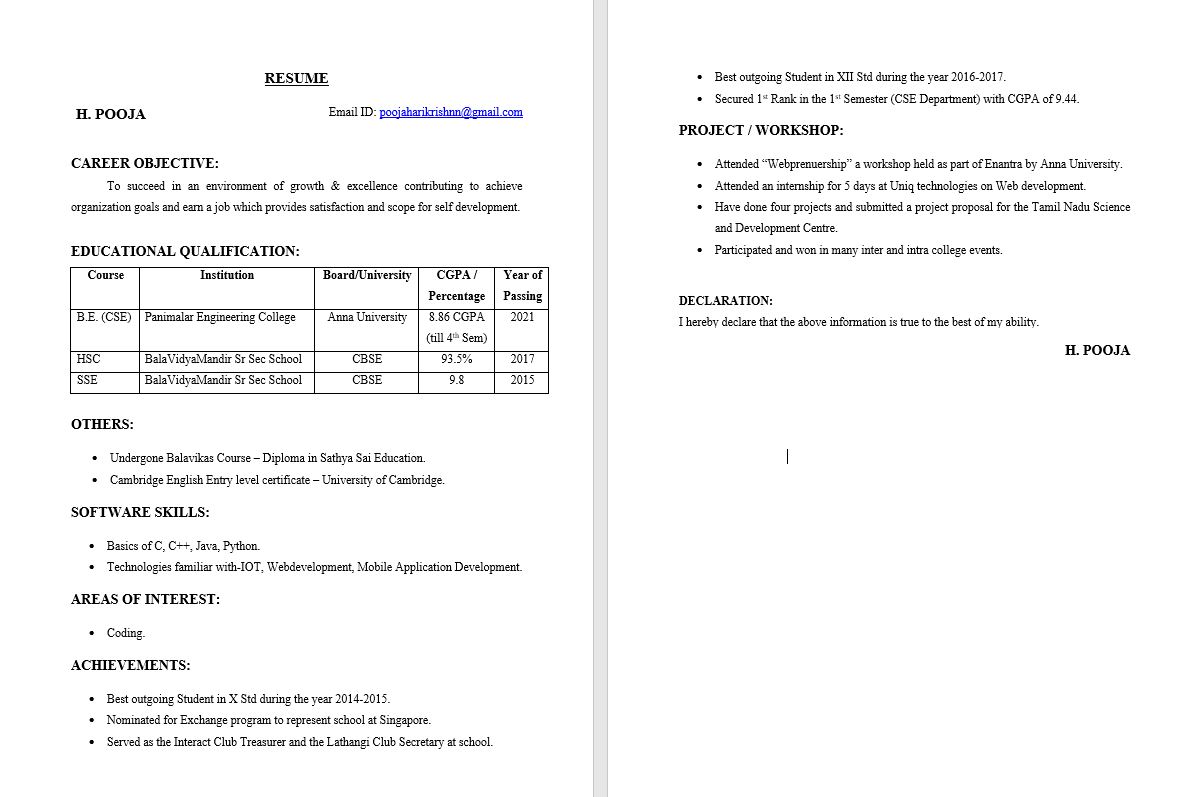 RESUME
H. POOJA Email ID: poojaharikrishnn@gmail.com
CAREER OBJECTIVE:
To succeed in an environment of growth & excellence contributing to achieve
organization goals and earn a job which provides satisfaction and scope for self development.
EDUCATIONAL QUALIFICATION:
Course Institution Board/University CGPA / Year of
Percentage Passing
B.E. (CSE) Panimalar Engineering College Anna University 8.86 CGPA 2021
(till 4th Sem)
HSC BalaVidyaMandir Sr Sec School CBSE 93.5% 2017
SSE BalaVidyaMandir Sr Sec School CBSE 9.8 2015
OTHERS:
• Undergone Balavikas Course – Diploma in Sathya Sai Education.
• Cambridge English Entry level certificate – University of Cambridge.
SOFTWARE SKILLS:
• Basics of C, C++, Java, Python.
• Technologies familiar with-IOT, Webdevelopment, Mobile Application Development.
AREAS OF INTEREST:
• Coding.
ACHIEVEMENTS:
• Best outgoing Student in X Std during the year 2014-2015.
• Nominated for Exchange program to represent school at Singapore.
• Served as the Interact Club Treasurer and the Lathangi Club Secretary at school.
• Best outgoing Student in XII Std during the year 2016-2017.
• Secured 1st Rank in the 1st Semester (CSE Department) with CGPA of 9.44.
PROJECT / WORKSHOP:
• Attended “Webprenuership” a workshop held as part of Enantra by Anna University.
• Attended an internship for 5 days at Uniq technologies on Web development.
• Have done four projects and submitted a project proposal for the Tamil Nadu Science
and Development Centre.
• Participated and won in many inter and intra college events.
DECLARATION:
I hereby declare that the above information is true to the best of my ability.
H. POOJA